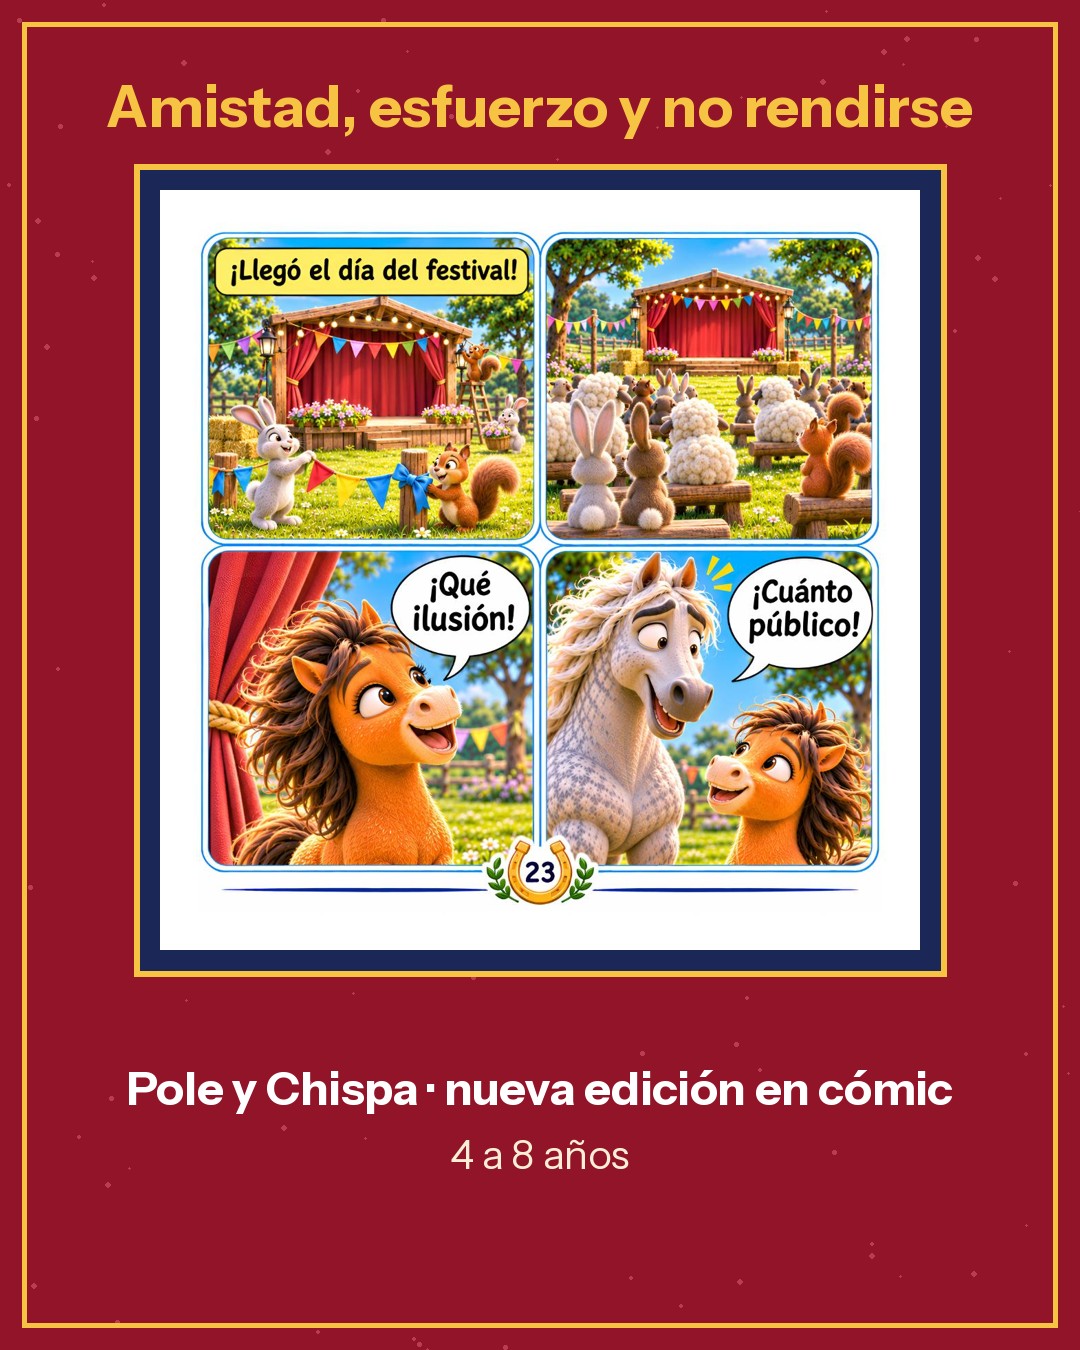 Amistad, esfuerzo y no rendirse
¡Llegó el día del festival!
¡Qué
ilusión!
¡Cuánto
público!
23
Pole y Chispa · nueva edición en cómic
4 a 8 años